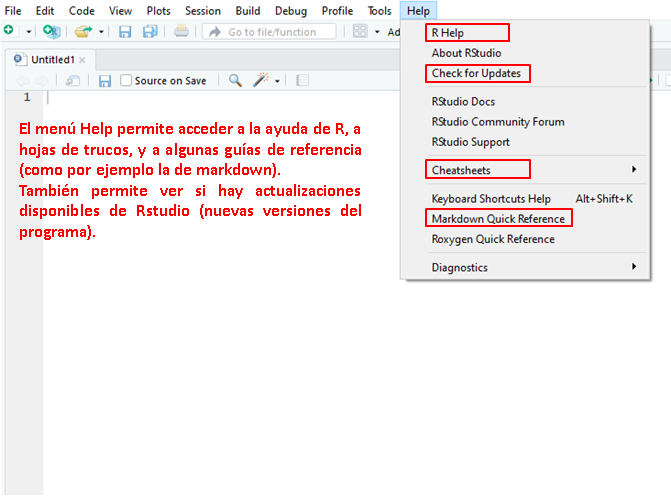 File Edit Code View Plots Session Build Debug Profile Tools Help
Go to file/function
Ad
Untitled1
Source on Save
1
El menú Help permite acceder a la ayuda de R, a
hojas de trucos, y a algunas guías de referencia
(como por ejemplo la de markdown).
También permite ver si hay actualizaciones
disponibles de Rstudio (nuevas versiones del
programa).
R Help
About RStudio
Check for Updates
RStudio Docs
RStudio Community Forum
RStudio Support
Cheatsheets
Keyboard Shortcuts Help Alt+Shift+K
Markdown Quick Reference
Roxygen Quick Reference
Diagnostics